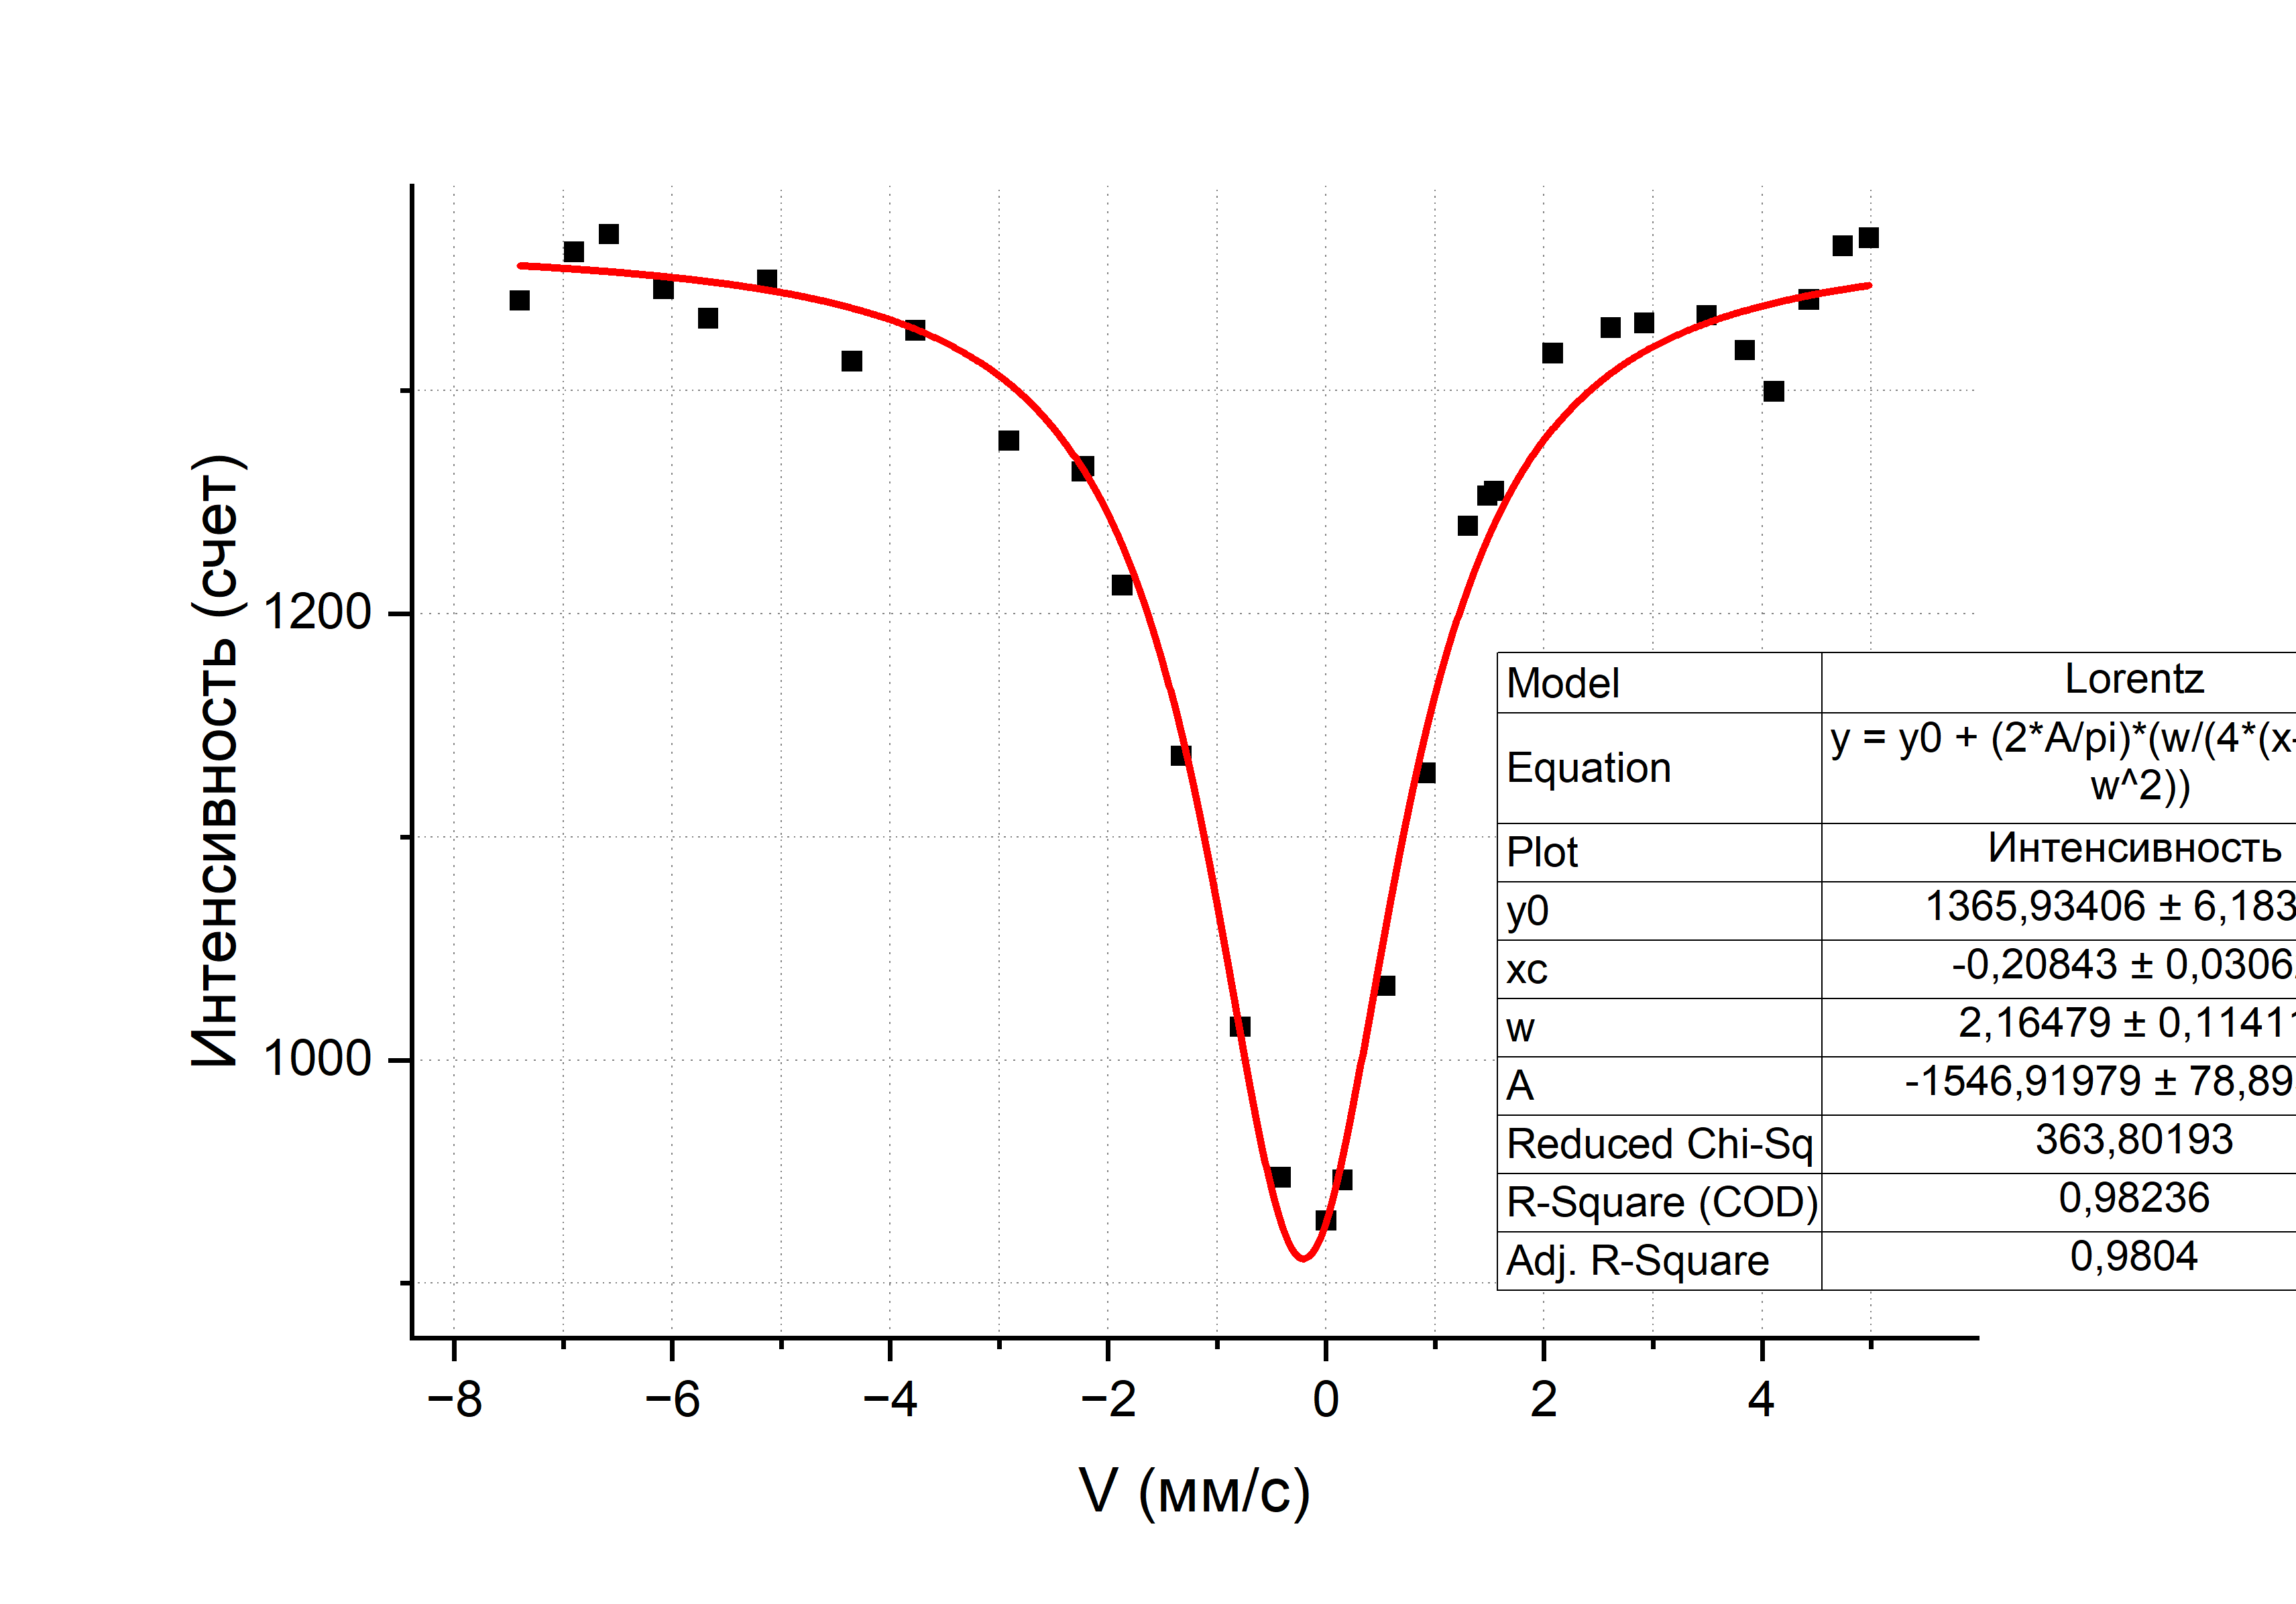 Интенсивность (счет)
1200
1000
−8 −6 −4 −2 0 2 4
V (мм/с)
Model Lorentz
Equation y = y0 + (2*A/pi)*(w/(4*(x-
w^2))
Plot Интенсивность
y0 1365,93406 ± 6,183
xc -0,20843 ± 0,0306
w 2,16479 ± 0,11411
A -1546,91979 ± 78,89
Reduced Chi-Sq 363,80193
R-Square (COD) 0,98236
Adj. R-Square 0,9804